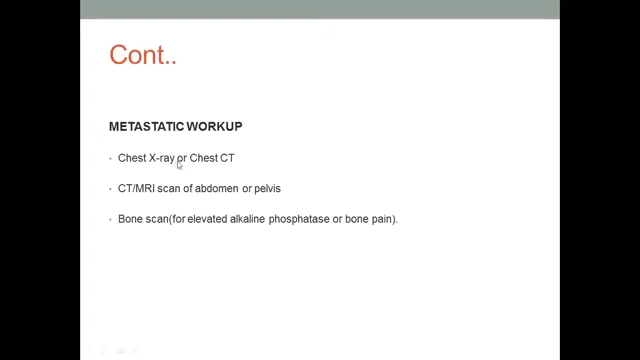 Cont..
METASTATIC WORKUP
Chest X-ray or Chest CT
CT/MRI scan of abdomen or pelvis
Bone scan(for elevated alkaline phosphatase or bone pain).